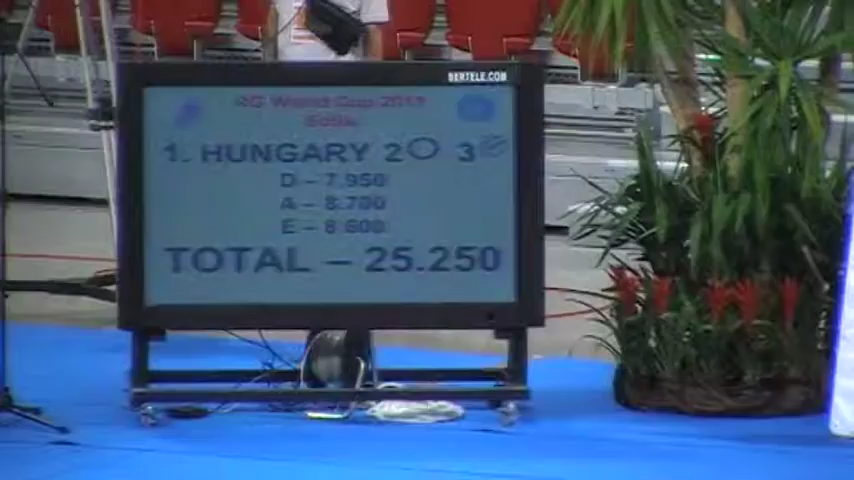 BERTELE.COM
RG World Cup 2011
Sofia
1. HUNGARY 2 3
D – 7.950
A – 8.700
E – 8.600
TOTAL – 25.250